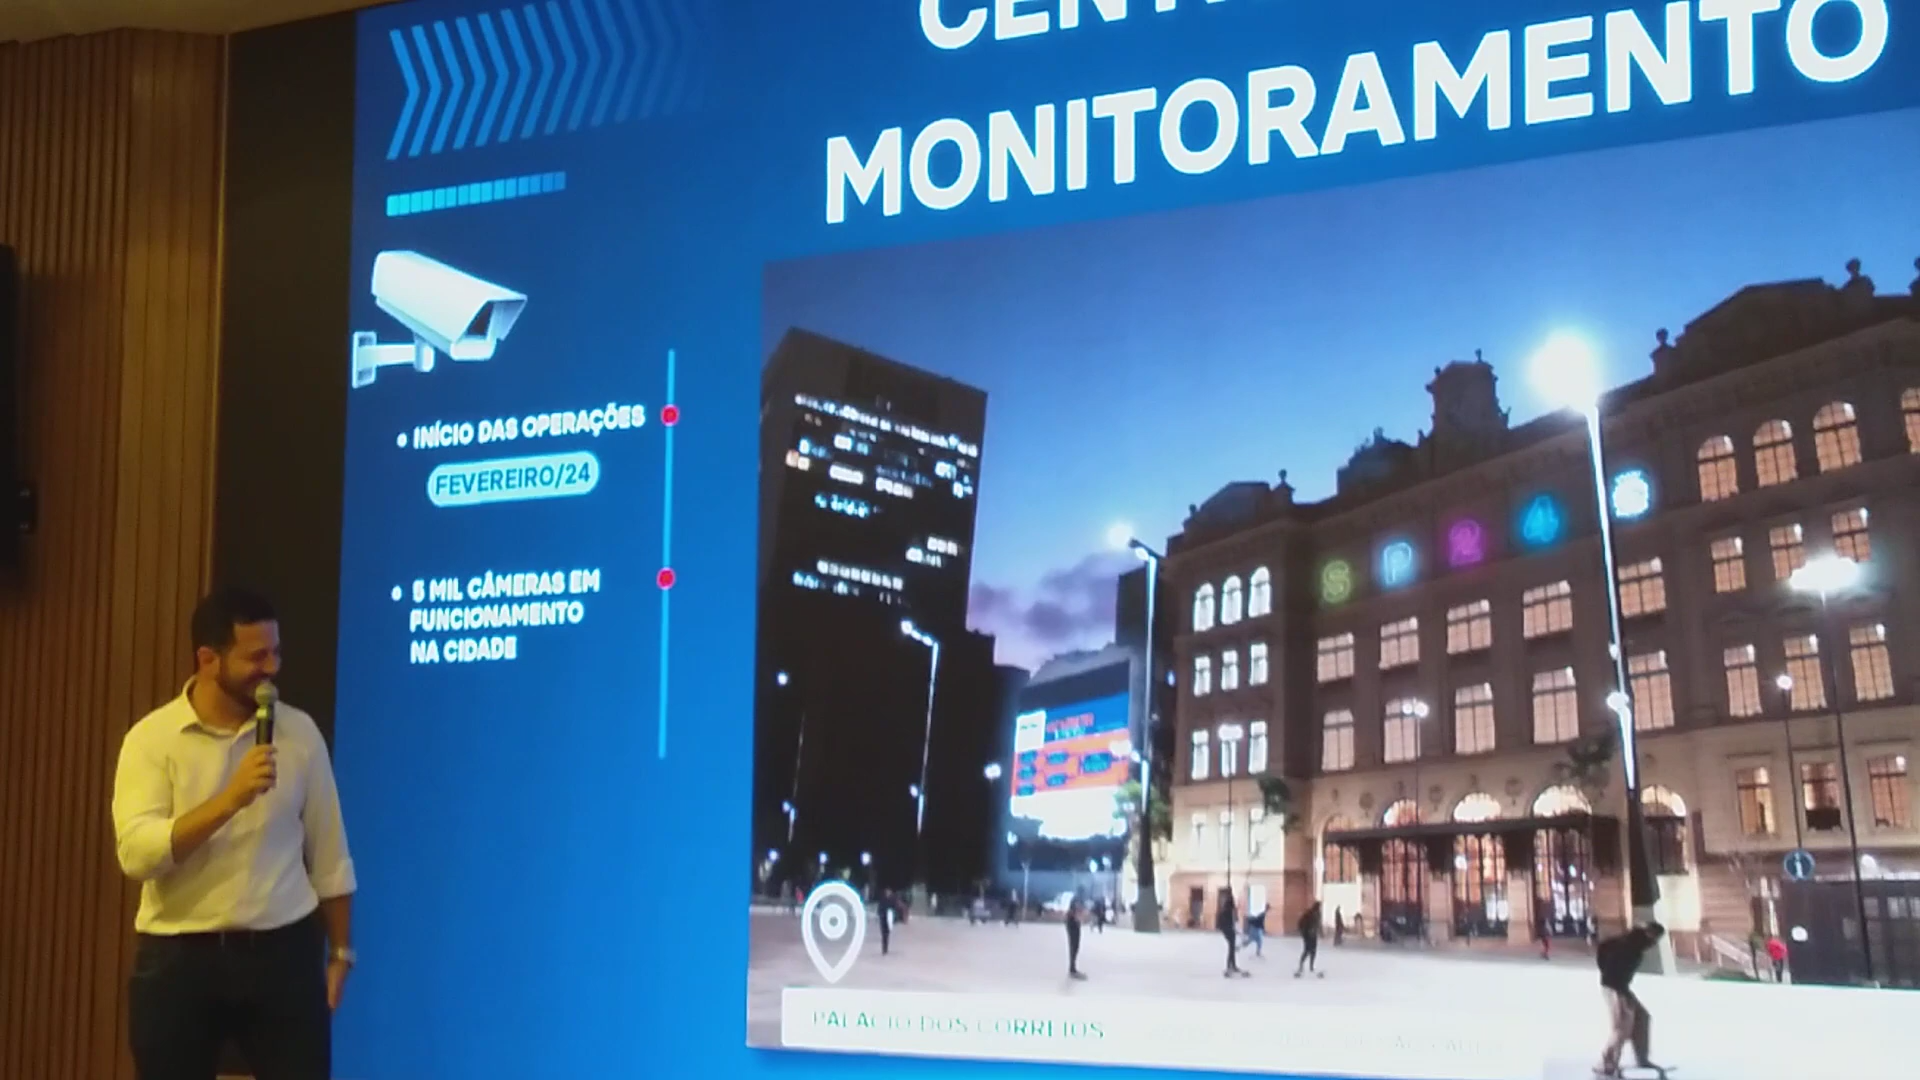 MONITORAMENTO
INÍCIO DAS OPERAÇÕES
FEVEREIRO/24
5 MIL CÂMERAS EM
FUNCIONAMENTO
NA CIDADE
SP24
PALÁCIO DOS CORREIOS